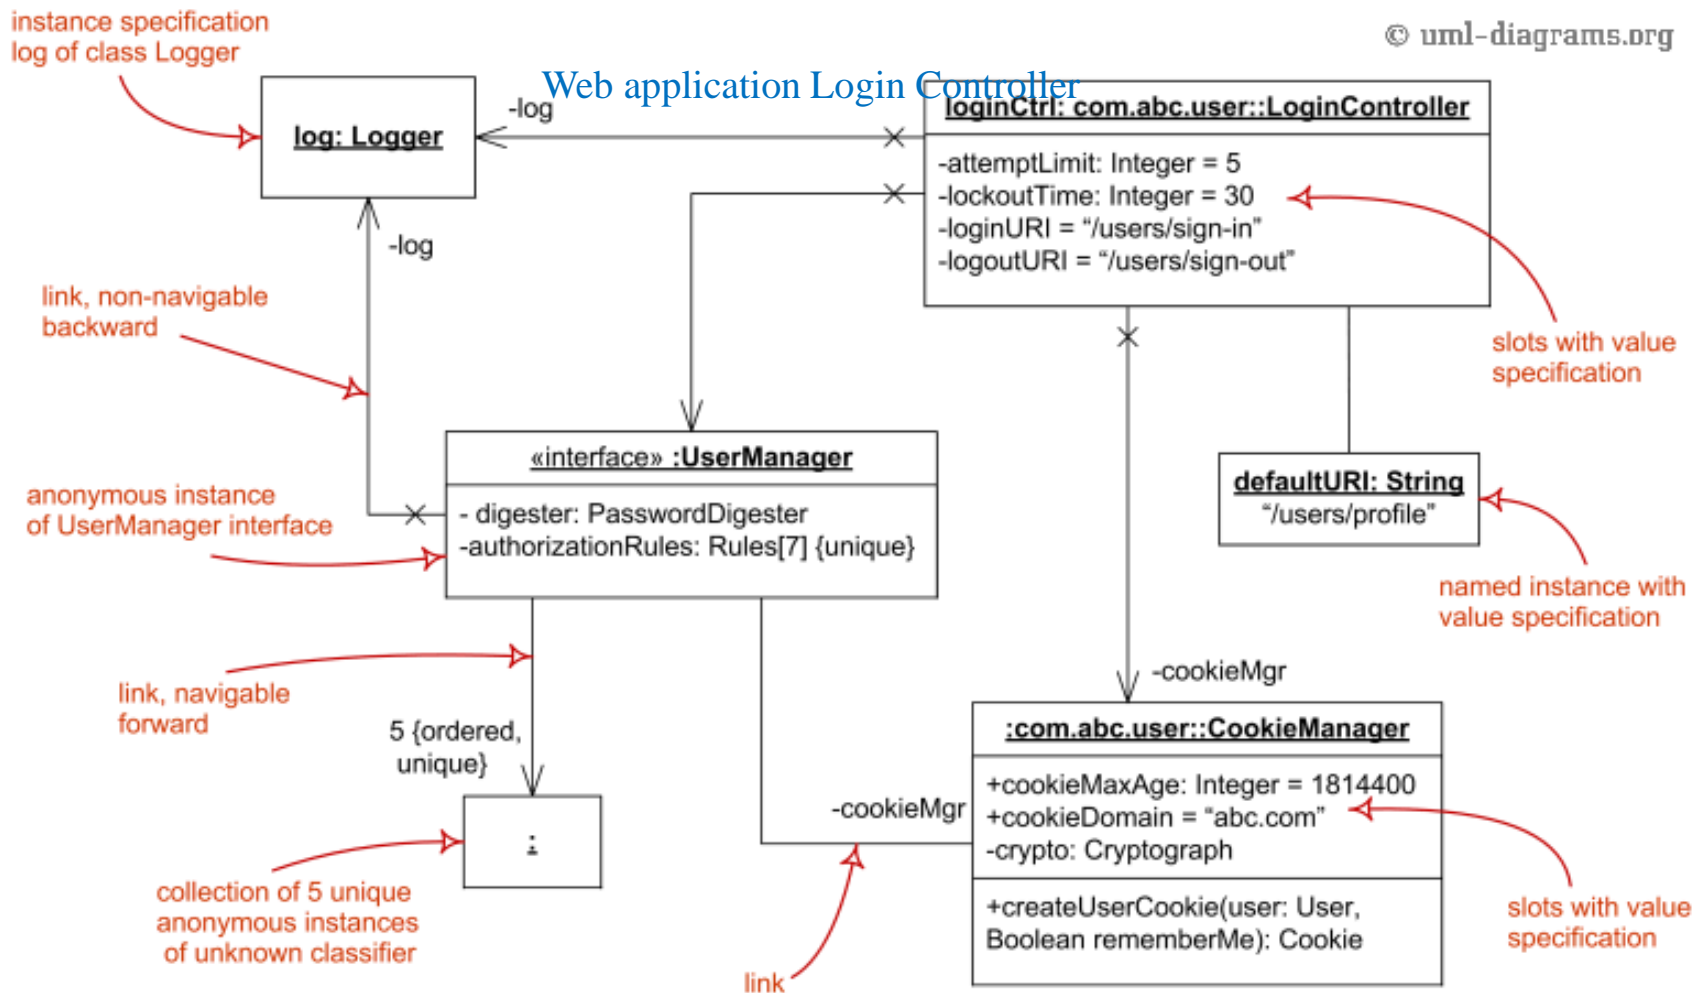 instance specification
log of class Logger
© uml-diagrams.org
Web application Login Controller
-log
log: Logger
loginCtrl: com.abc.user::LoginController
-attemptLimit: Integer = 5
-lockoutTime: Integer = 30
-loginURI = “/users/sign-in”
-logoutURI = “/users/sign-out”
-log
link, non-navigable
backward
slots with value
specification
«interface» :UserManager
- digester: PasswordDigester
-authorizationRules: Rules[7] {unique}
anonymous instance
of UserManager interface
defaultURI: String
“/users/profile”
named instance with
value specification
link, navigable
forward
-cookieMgr
5 {ordered,
unique}
:com.abc.user::CookieManager
+cookieMaxAge: Integer = 1814400
+cookieDomain = “abc.com”
-crypto: Cryptograph
-cookieMgr
:
collection of 5 unique
anonymous instances
of unknown classifier
+createUserCookie(user: User,
Boolean rememberMe): Cookie
slots with value
specification
link